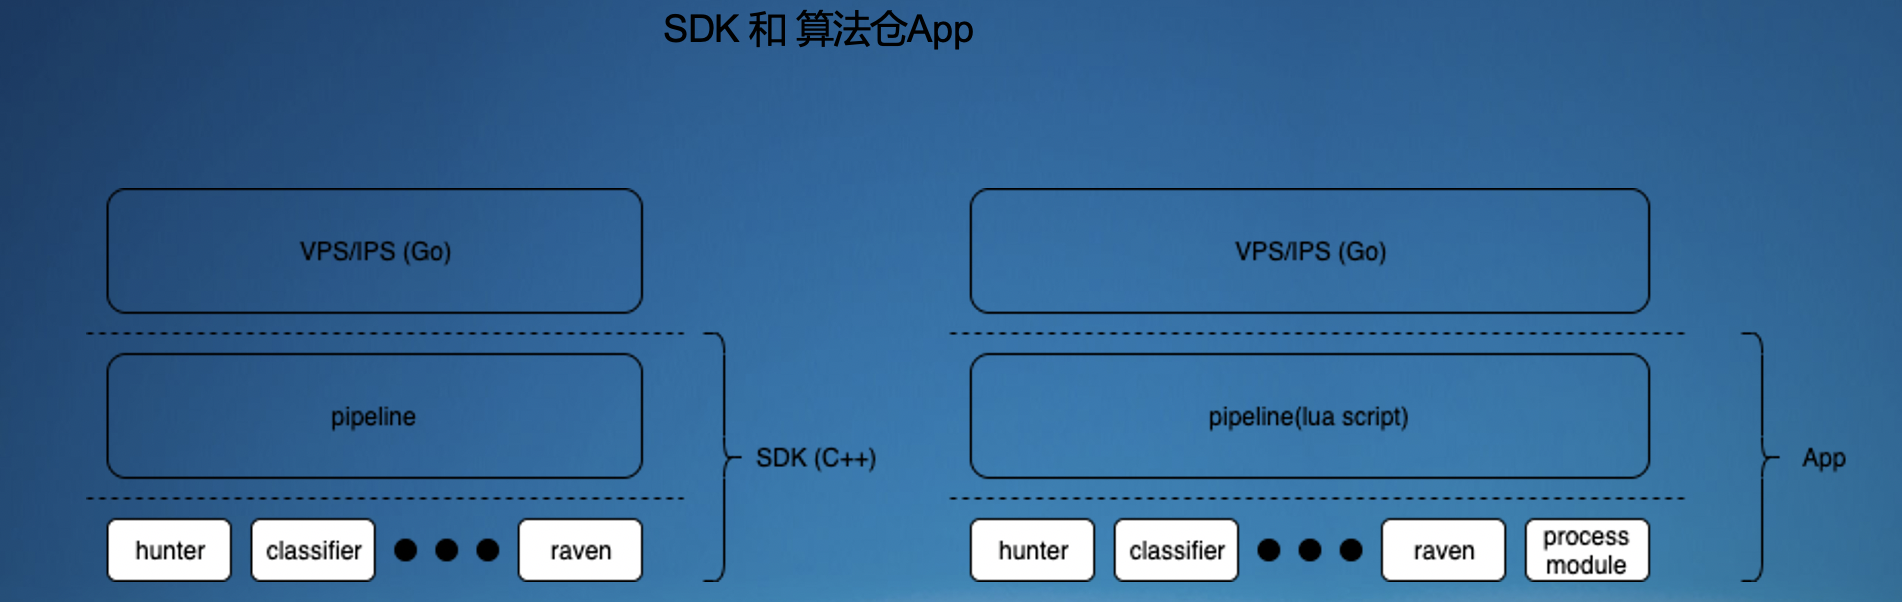 SDK 和 算法仓App
VPS/IPS (Go)
pipeline
SDK (C++)
hunter
classifier
raven
VPS/IPS (Go)
pipeline(lua script)
App
hunter
classifier
raven
process
module